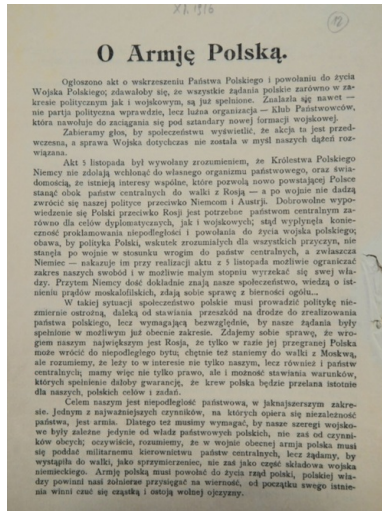 XI. 1916
O Armję Polską.
Ogłoszono akt o wskrzeszeniu Państwa Polskiego i powołaniu do życia
Wojska Polskiego; zdawałoby się, że wszystkie żądania polskie zarówno w za-
kresie politycznym jak i wojskowym, są już spełnione. Znalazła się nawet —
nie partja polityczna wprawdzie, lecz luźna organizacja — Klub Państwowców,
która nawołuje do zaciągania się pod sztandary nowej formacji wojskowej.
Zabieramy głos, by społeczeństwu wyświetlić, że akcja ta jest przed-
wczesna, a sprawa Wojska dotychczas nie została w myśl naszych dążeń roz-
wiązana.
Akt 5 listopada był wywołany zrozumieniem, że Królestwa Polskiego
Niemcy nie zdołają wchłonąć do własnego organizmu państwowego, oraz świa-
domością, że istnieją interesy wspólne, które pozwolą nowo powstającej Polsce
stanąć obok państw centralnych do walki z Rosją — a po wojnie nie dadzą
zwrócić się naszej polityce przeciwko Niemcom i Austrji. Dobrowolne wypo-
wiedzenie się Polski przeciwko Rosji jest potrzebne państwom centralnym za-
równo dla celów dyplomatycznych, jak i wojskowych; stąd wypłynęła koniecz-
ność proklamowania niepodległości i powołania do życia wojska polskiego;
obawa, by polityka Polski, wskutek zrozumiałych dla wszystkich przyczyn, nie
stanęła po wojnie w stosunku wrogim do państw centralnych, a zwłaszcza
Niemiec — nakazuje im przy realizacji aktu z 5 listopada możliwie ograniczać
zakres naszych swobód i w możliwie małym stopniu wyrzekać się swej wła-
dzy. Przytem Niemcy dość dokładnie znają nasze społeczeństwo, wiedzą o ist-
nieniu prądów moskalofilskich, zdają sobie sprawę z bierności ogółu...
W takiej sytuacji społeczeństwo polskie musi prowadzić politykę nie-
zmiernie ostrożną, daleką od stawiania przeszkód na drodze do zrealizowania
państwa polskiego, lecz wymagającą bezwzględnie, by nasze żądania były
spełnione w możliwym już obecnie zakresie. Zdajemy sobie sprawę, że wro-
giem naszym największym jest Rosja, że tylko w razie jej przegranej Polska
może wrócić do niepodległego bytu; chętnie też staniemy do walki z Moskwą,
ale rozumiemy, że leży to w interesie nie tylko naszym, lecz również i państw
centralnych; mamy więc nie tylko prawo, ale i możność stawiania warunków,
których spełnienie dałoby gwarancję, że krew polska będzie przelana istotnie
dla naszych, polskich celów i zadań.
Celem naszym jest niepodległość państwowa, w jaknajszerszym zakre-
sie. Jednym z najważniejszych czynników, na których opiera się niezależność
państwa, jest armia. Dlatego też musimy wymagać, by nasze szeregi wojsko-
we były zależne jedynie od władz państwowych polskich, nie zaś od czynni-
ków obcych; oczywiście, rozumiemy, że w wojnie obecnej armja polska musi
się poddać militarnemu kierownictwu państw centralnych, lecz żądamy, by
wystąpiła do walki, jako sprzymierzeniec, nie zaś jako część składowa wojska
niemieckiego. Armję polską musi powołać do życia rząd polski, polskiej wła-
dzy powinni nasi żołnierze przysięgać na wierność, od początku swego istnie-
nia winni czuć się cząstką i ostoją wolnej ojczyzny.